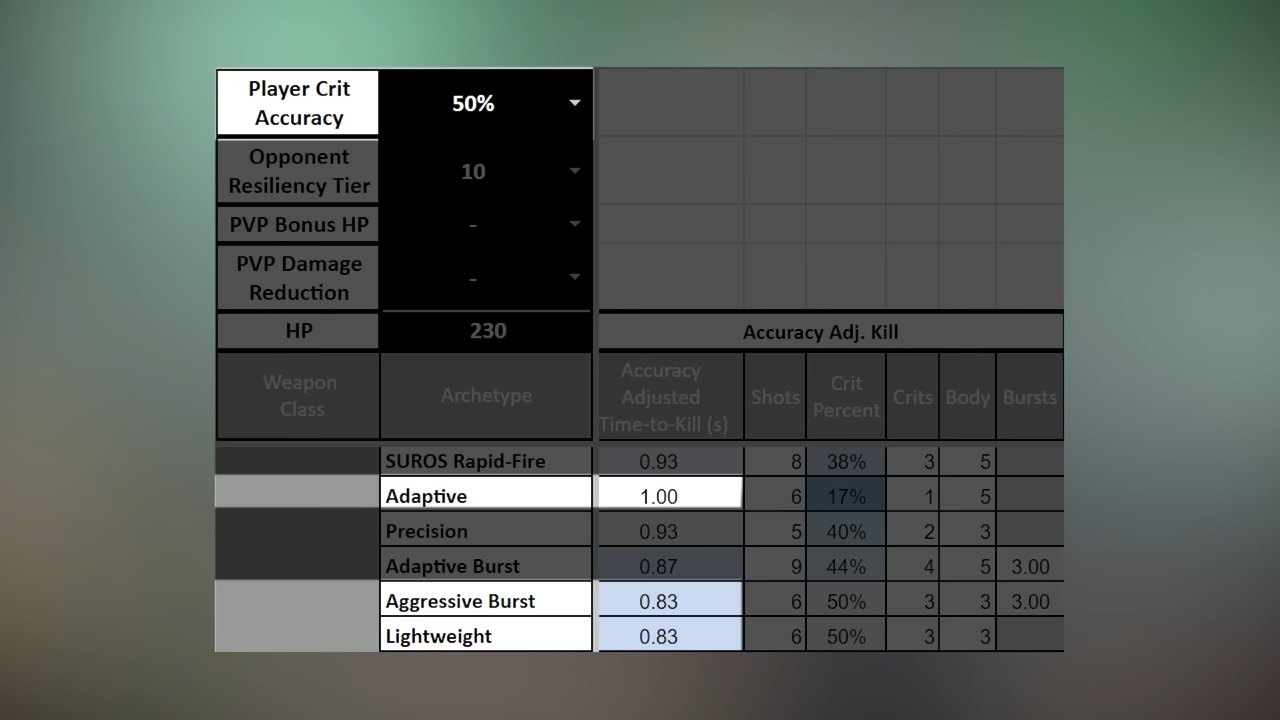 Player Crit
Accuracy
50%
Opponent
Resiliency Tier
10
PVP Bonus HP
-
PVP Damage
Reduction
-
HP
230
Accuracy Adj. Kill
Weapon
Class
Archetype
Accuracy
Adjusted
Time-to-Kill (s)
Shots
Crit
Percent
Crits
Body
Bursts
SUROS Rapid-Fire 0.93 8 38% 3 5
Adaptive 1.00 6 17% 1 5
Precision 0.93 5 40% 2 3
Adaptive Burst 0.87 9 44% 4 5 3.00
Aggressive Burst 0.83 6 50% 3 3 3.00
Lightweight 0.83 6 50% 3 3